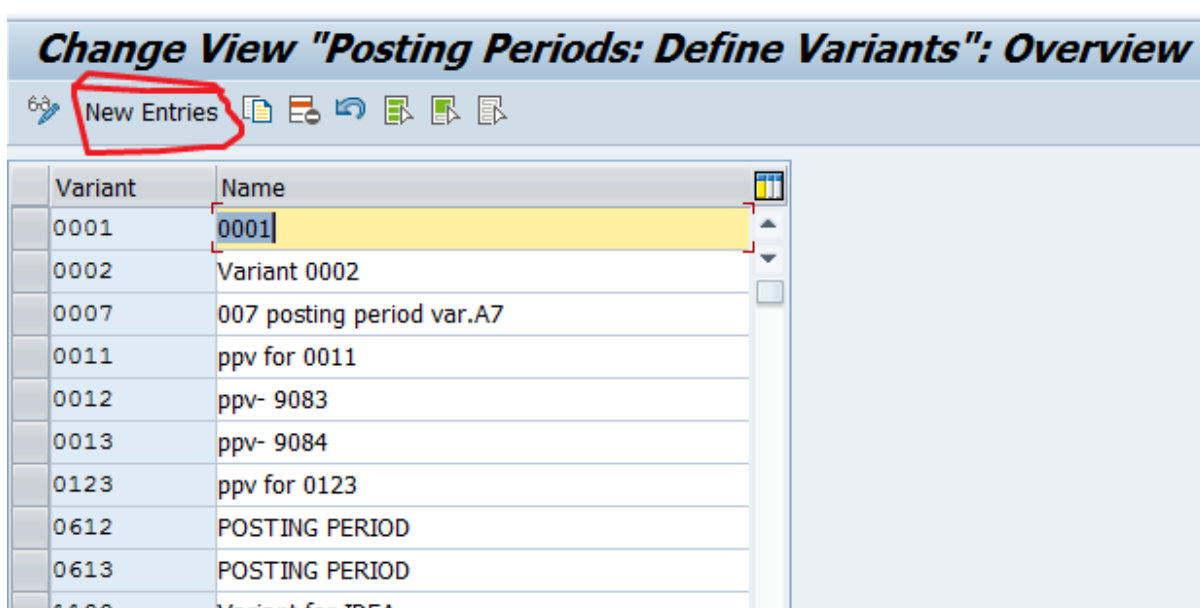 Change View "Posting Periods: Define Variants": Overview
New Entries
Variant Name
0001 0001
0002 Variant 0002
0007 007 posting period var.A7
0011 ppv for 0011
0012 ppv- 9083
0013 ppv- 9084
0123 ppv for 0123
0612 POSTING PERIOD
0613 POSTING PERIOD